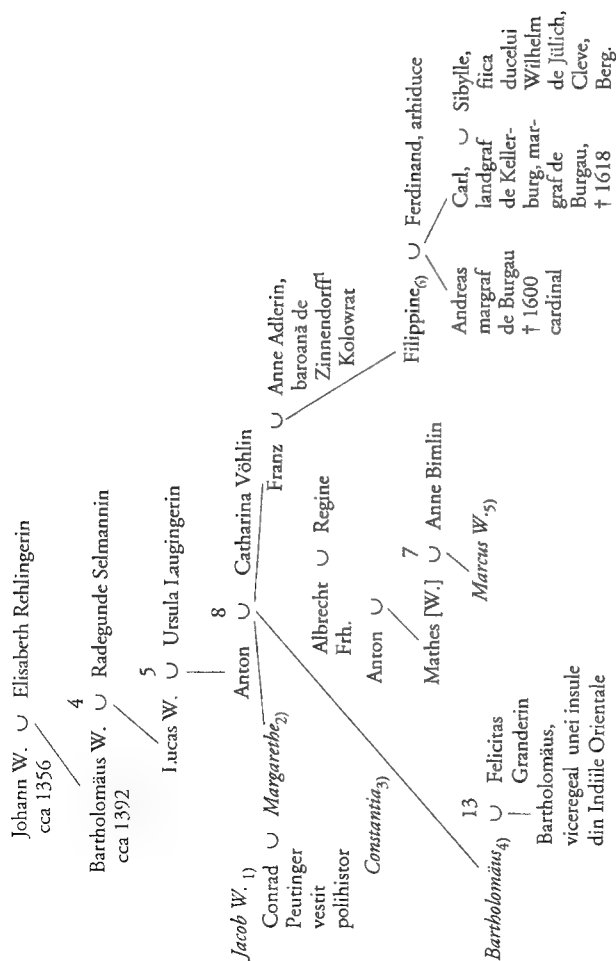 Johann W. ∪ Elisabeth Rehlingerin
cca 1356
4
Bartholomäus W. ∪ Radegunde Selmannin
cca 1392
5
Lucas W. ∪ Ursula Laugingerin
8
Anton ∪ Catharina Vöhlin
Jacob W. 1)
Conrad ∪ Margarethe2)
Peutinger
vestit
polihistor
Constantia3)
Franz ∪ Anne Adlerin,
baroană de
Zinnendorff1
Kolowrat
Albrecht ∪ Regine
Frh.
Anton ∪
7
Mathes [W.] ∪ Anne Bimlin
Marcus W.5)
Filippine6) ∪ Ferdinand, arhiduce
13
Bartholomäus4) ∪ Felicitas
Granderin
Bartholomäus,
viceregeal unei insule
din Indiile Orientale
Andreas
margraf
de Burgau
† 1600
cardinal
Carl, ∪ Sibylle,
landgraf
de Keller-
burg, mar-
graf de
Burgau,
† 1618
fiica
ducelui
Wilhelm
de Jülich,
Cleve,
Berg.